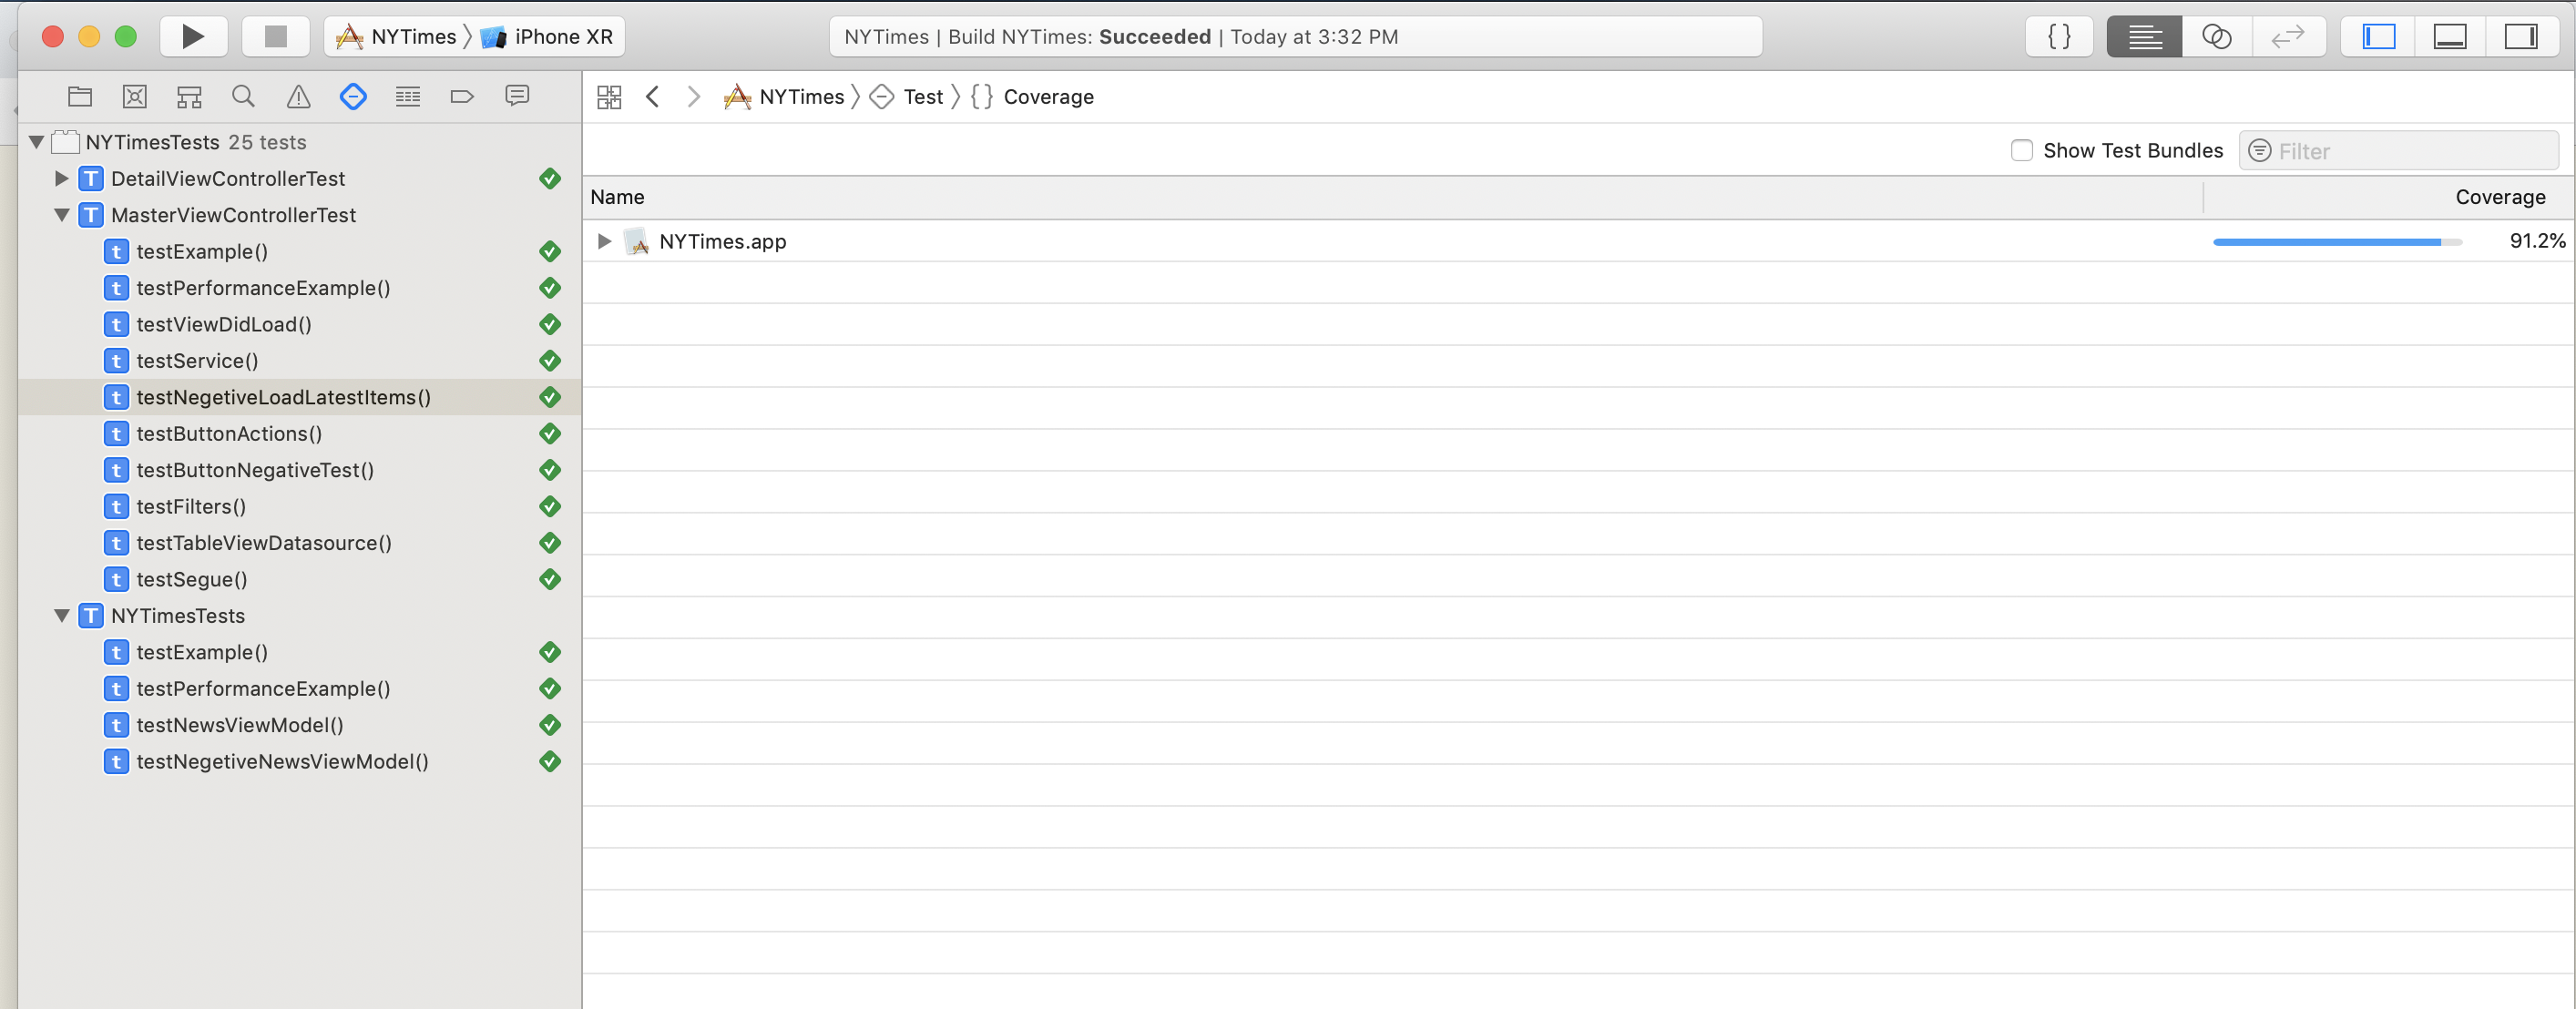 NYTimes iPhone XR
NYTimes | Build NYTimes: Succeeded | Today at 3:32 PM
{ }
NYTimes Test { } Coverage
Show Test Bundles Filter
Name Coverage
NYTimes.app 91.2%
NYTimesTests 25 tests
T DetailViewControllerTest
T MasterViewControllerTest
t testExample()
t testPerformanceExample()
t testViewDidLoad()
t testService()
t testNegetiveLoadLatestItems()
t testButtonActions()
t testButtonNegativeTest()
t testFilters()
t testTableViewDatasource()
t testSegue()
T NYTimesTests
t testExample()
t testPerformanceExample()
t testNewsViewModel()
t testNegetiveNewsViewModel()